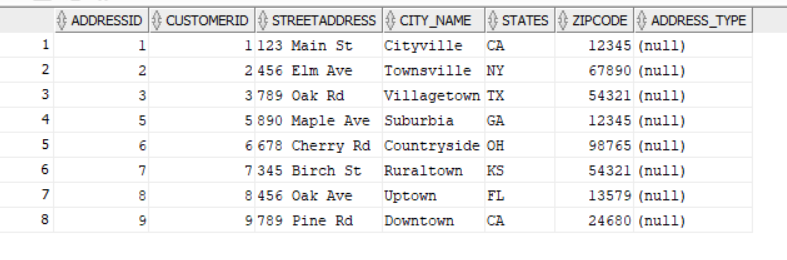 ADDRESSID CUSTOMERID STREETADDRESS CITY_NAME STATES ZIPCODE ADDRESS_TYPE
1 1 1 123 Main St Cityville CA 12345 (null)
2 2 2 456 Elm Ave Townsville NY 67890 (null)
3 3 3 789 Oak Rd Villagetown TX 54321 (null)
4 5 5 890 Maple Ave Suburbia GA 12345 (null)
5 6 6 678 Cherry Rd Countryside OH 98765 (null)
6 7 7 345 Birch St Ruraltown KS 54321 (null)
7 8 8 456 Oak Ave Uptown FL 13579 (null)
8 9 9 789 Pine Rd Downtown CA 24680 (null)